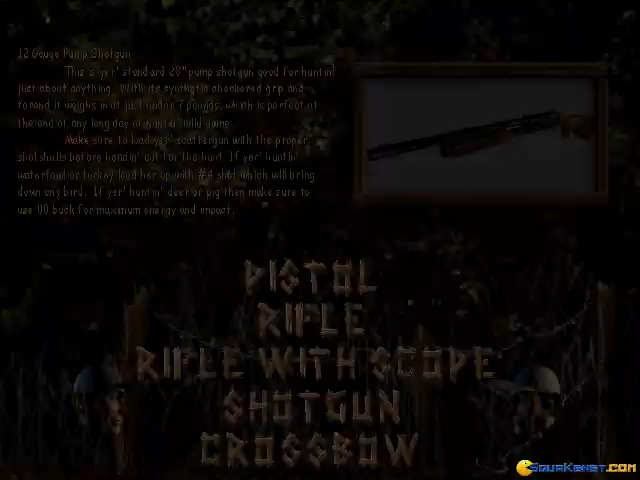 12 Gauge Pump Shotgun
This is yer' standard 28" pump shotgun good for huntin'
just about anything. With its synthetic checkered grip and
forend it weighs in at just under 7 pounds, which is perfect at
the end of any long day of huntin' wild game.
Make sure to load yer' scattergun with the proper
shot shells before headin' out for the hunt. If yer' huntin'
waterfowl or turkey load her up with #4 shot which will bring
down any bird. If yer' huntin' deer or pig then make sure to
use 00 buck for maximum energy and impact.
PISTOL
RIFLE
RIFLE WITH SCOPE
SHOTGUN
CROSSBOW
SQUAKENET.COM